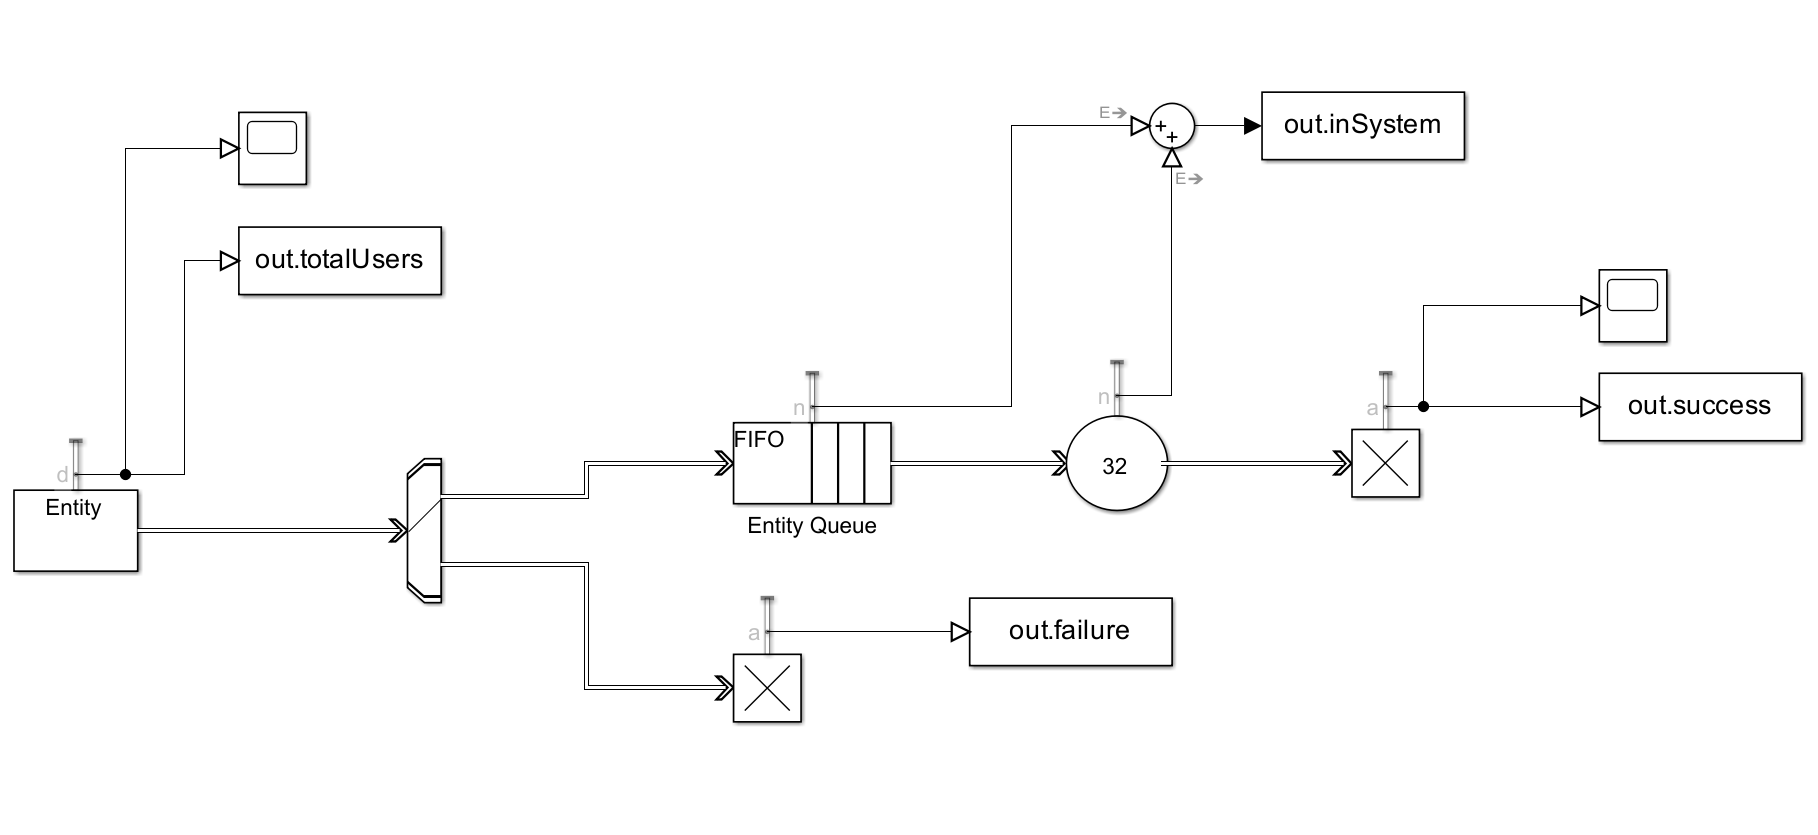 E
out.inSystem
E
out.totalUsers
n
n
a
out.success
d
FIFO
32
Entity
Entity Queue
a
out.failure